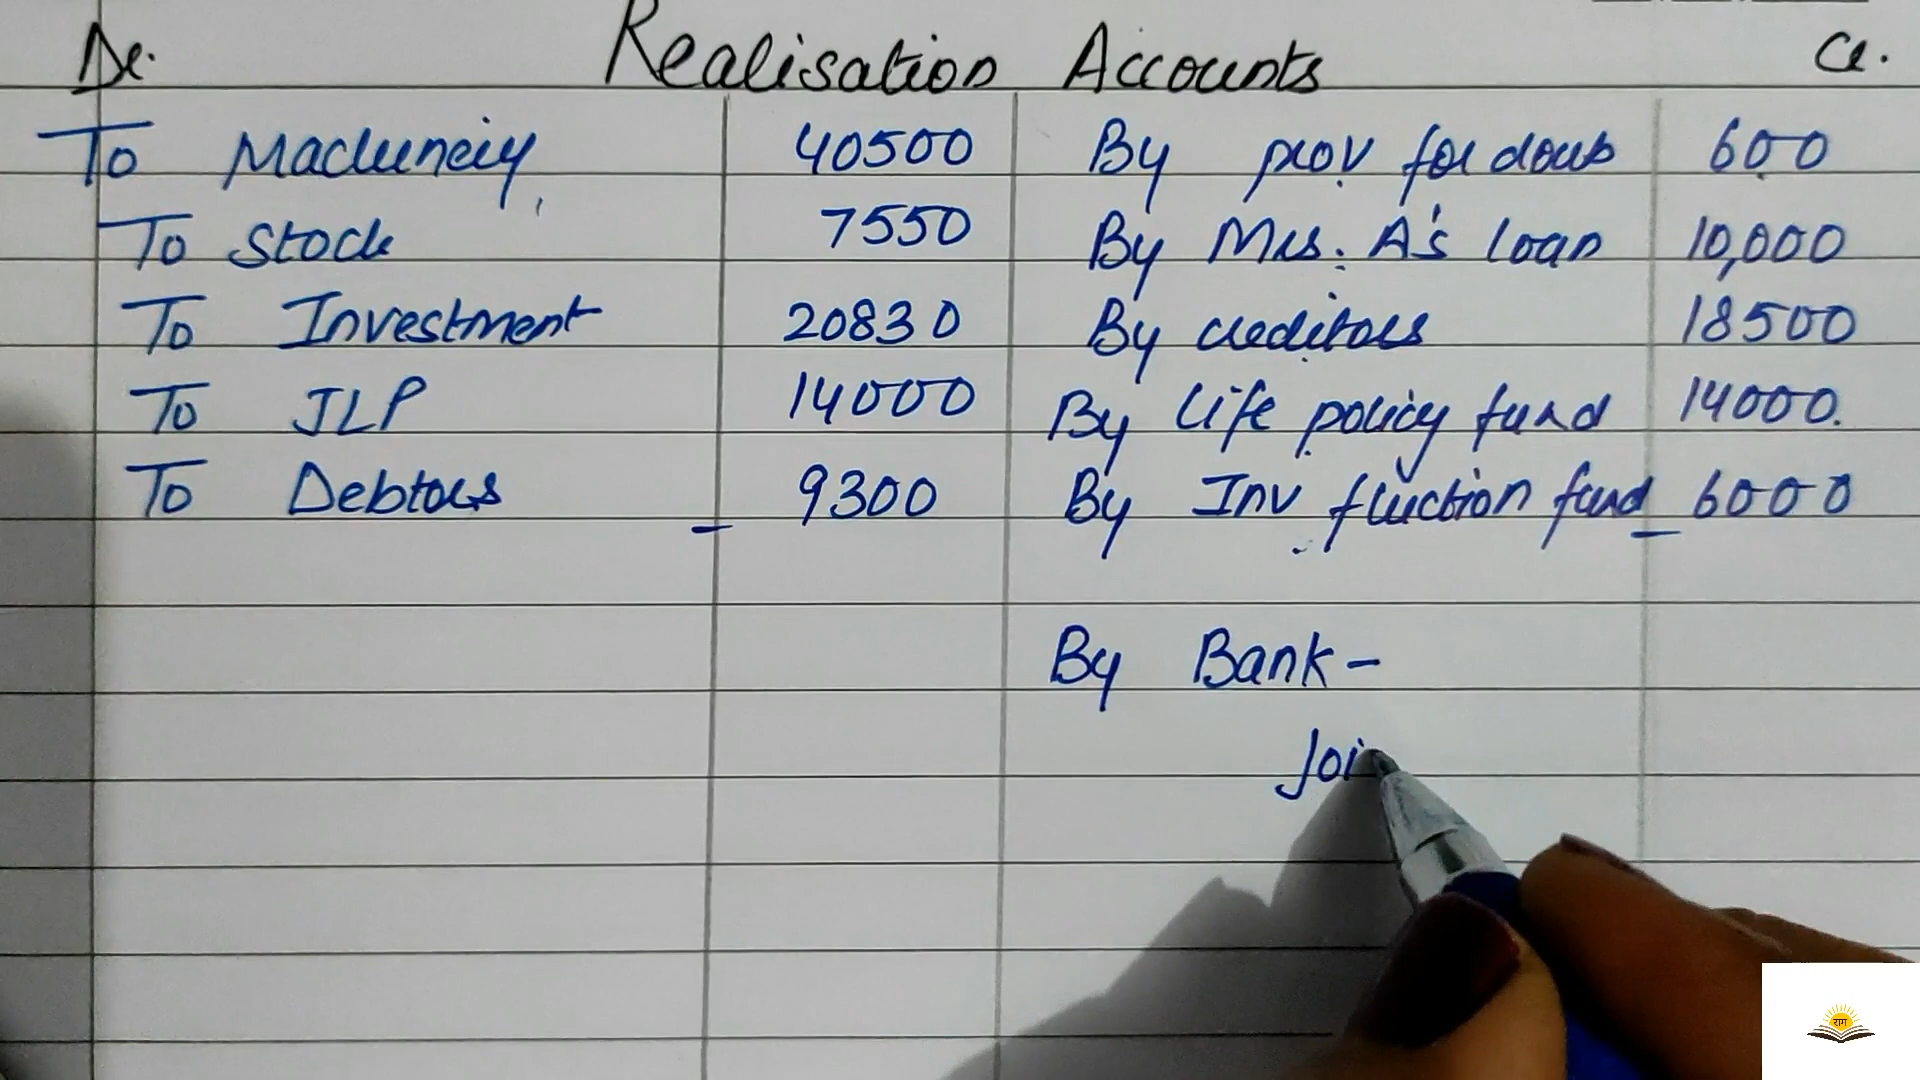 Dr. Realisation Accounts Cr.
To Machinery 40500 By prov for doub 600
To Stock 7550 By Mrs. A's loan 10,000
To Investment 20830 By creditors 18500
To JLP 14000 By life policy fund 14000.
To Debtors 9300 By Inv fluction fund 6000
By Bank -
Joi
राग